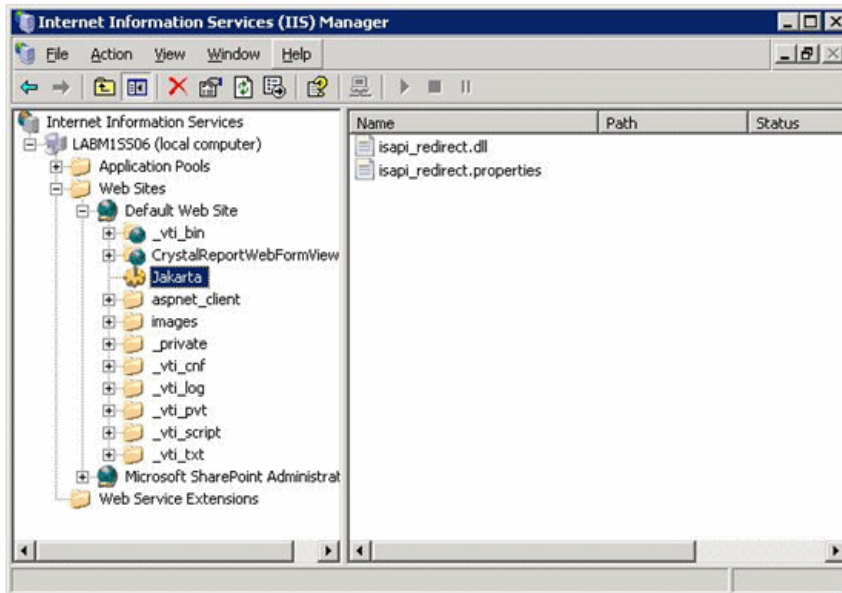 Internet Information Services (IIS) Manager
File Action View Window Help
Internet Information Services
LABM1SS06 (local computer)
Application Pools
Web Sites
Default Web Site
_vti_bin
CrystalReportWebFormView
Jakarta
aspnet_client
images
_private
_vti_cnf
_vti_log
_vti_pvt
_vti_script
_vti_txt
Microsoft SharePoint Administrat
Web Service Extensions
Name Path Status
isapi_redirect.dll
isapi_redirect.properties